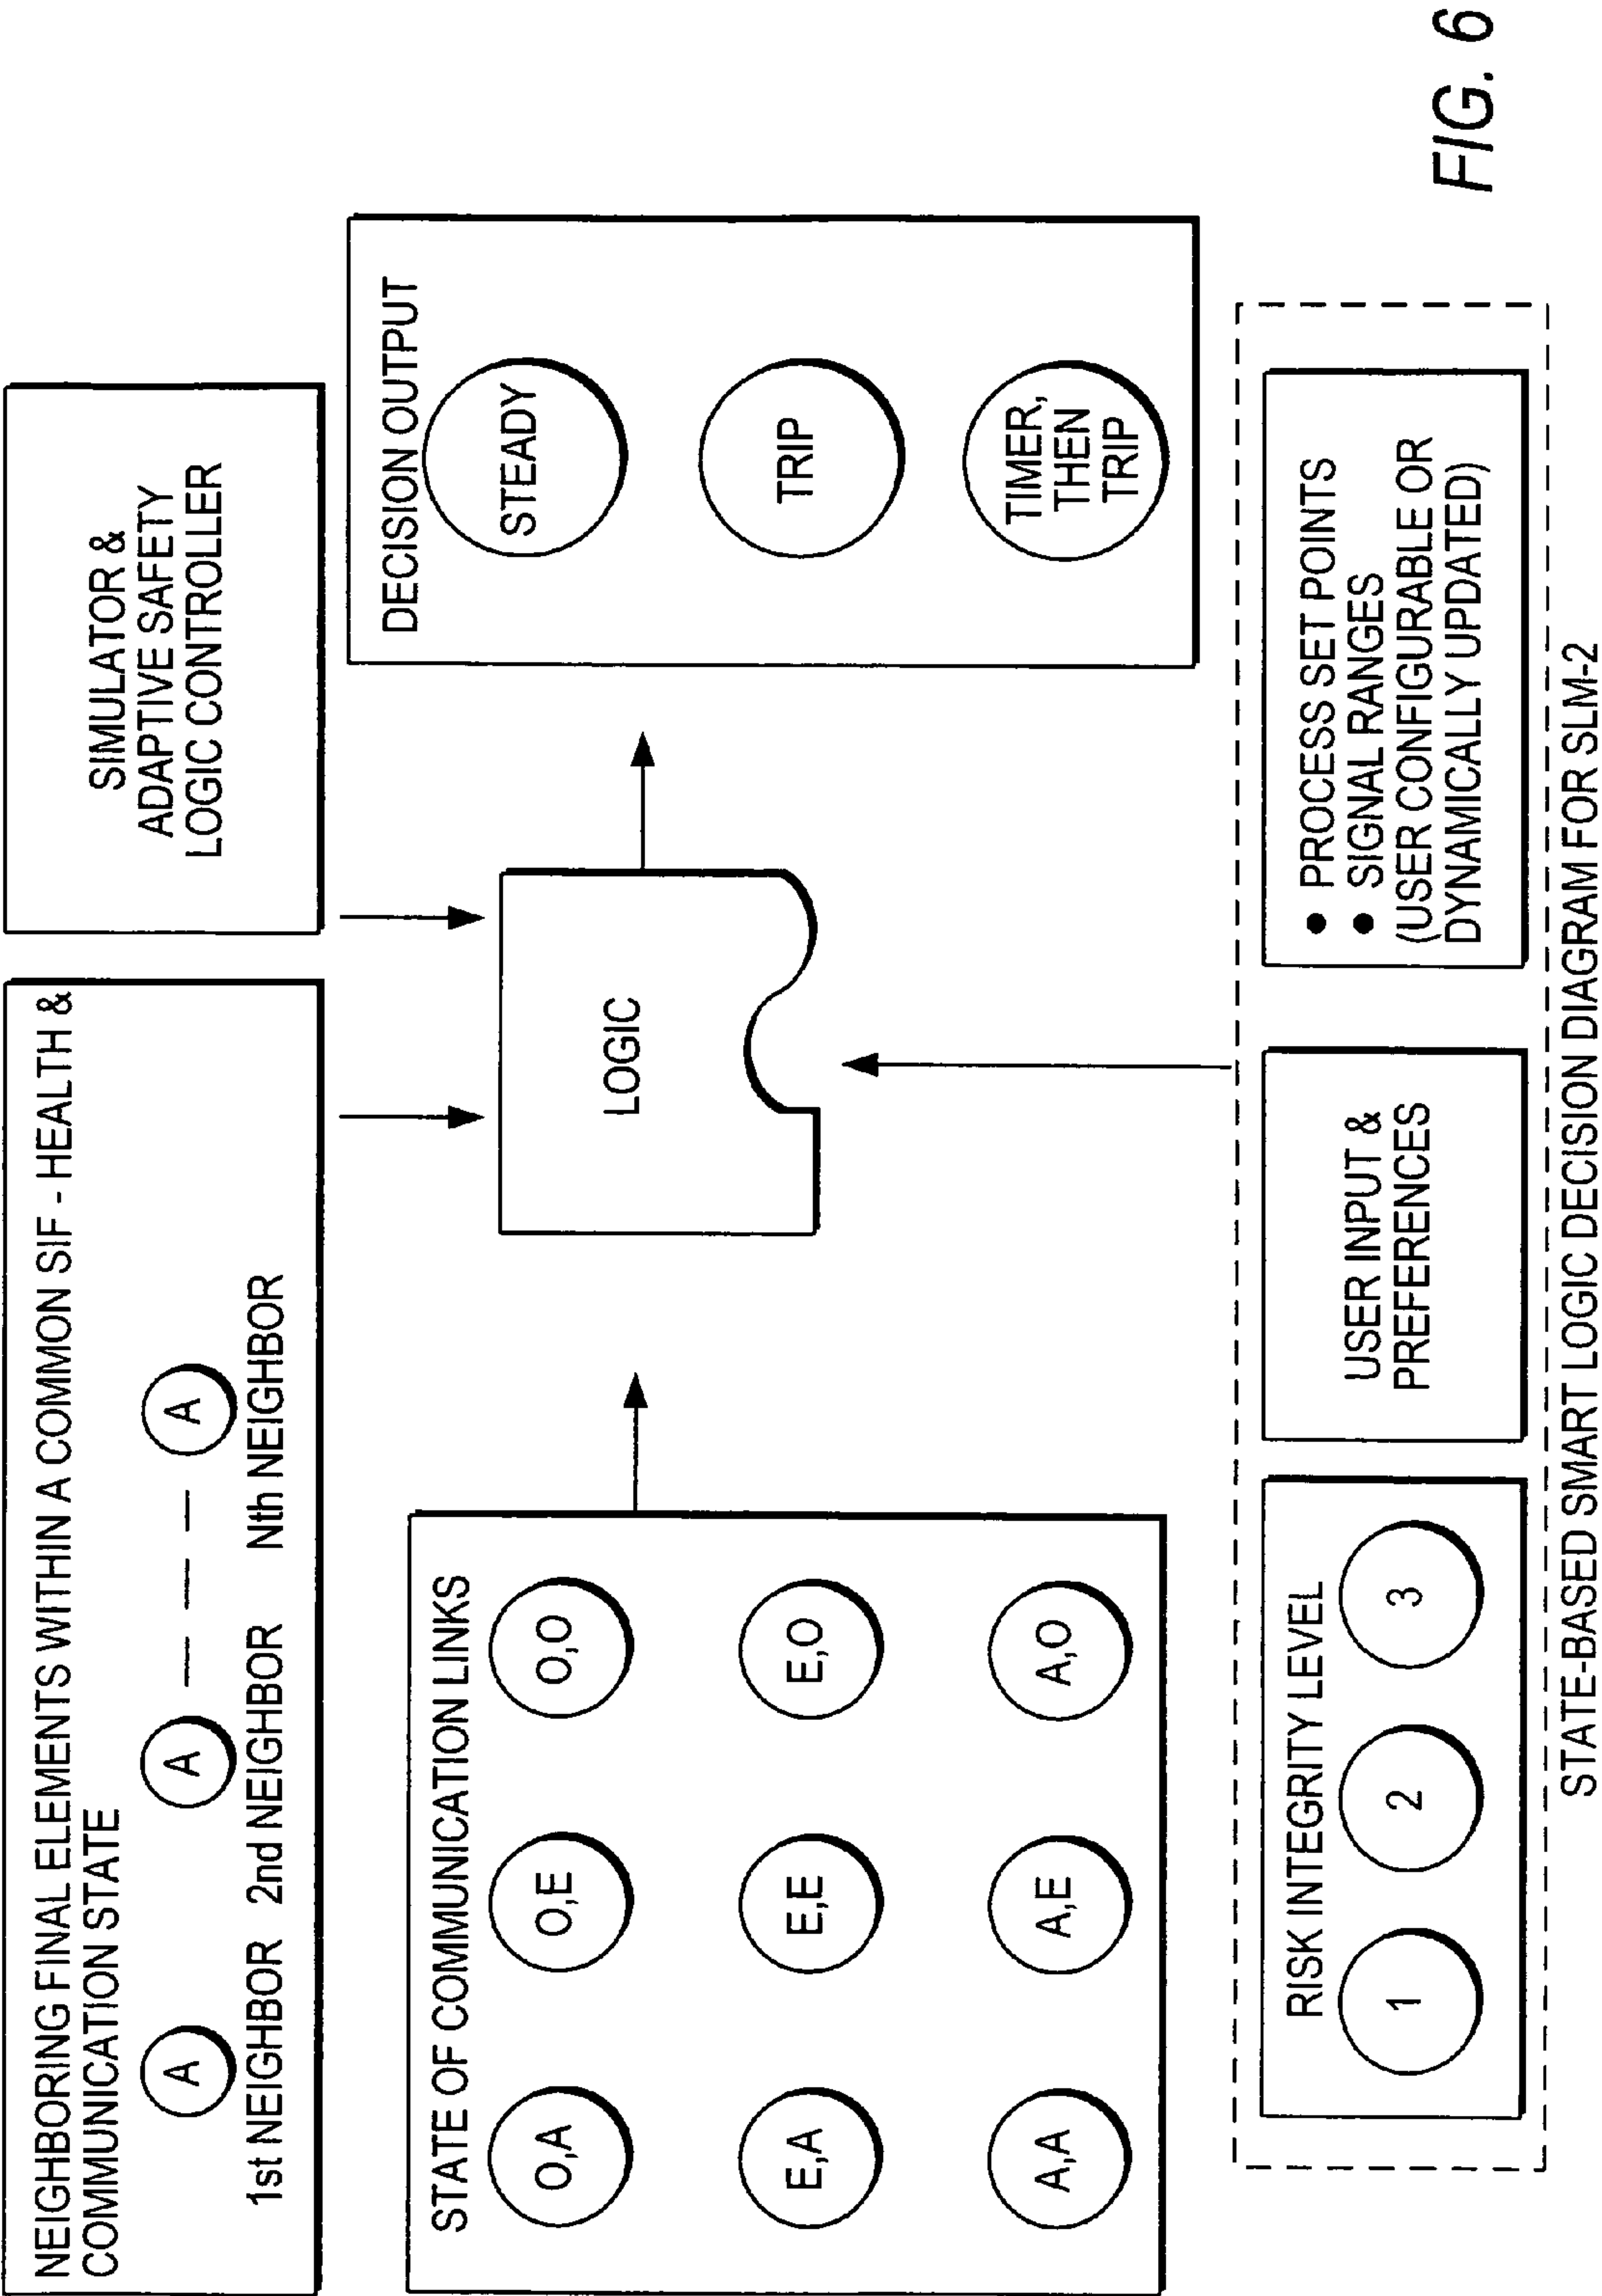 NEIGHBORING FINAL ELEMENTS WITHIN A COMMON SIF - HEALTH &
COMMUNICATION STATE
A A A
1st NEIGHBOR 2nd NEIGHBOR Nth NEIGHBOR
SIMULATOR &
ADAPTIVE SAFETY
LOGIC CONTROLLER
STATE OF COMMUNICATION LINKS
O,A O,E O,O
E,A E,E E,O
A,A A,E A,O
LOGIC
DECISION OUTPUT
STEADY
TRIP
TIMER,
THEN
TRIP
RISK INTEGRITY LEVEL
1 2 3
USER INPUT &
PREFERENCES
• PROCESS SET POINTS
• SIGNAL RANGES
(USER CONFIGURABLE OR
DYNAMICALLY UPDATED)
STATE-BASED SMART LOGIC DECISION DIAGRAM FOR SLM-2
FIG. 6